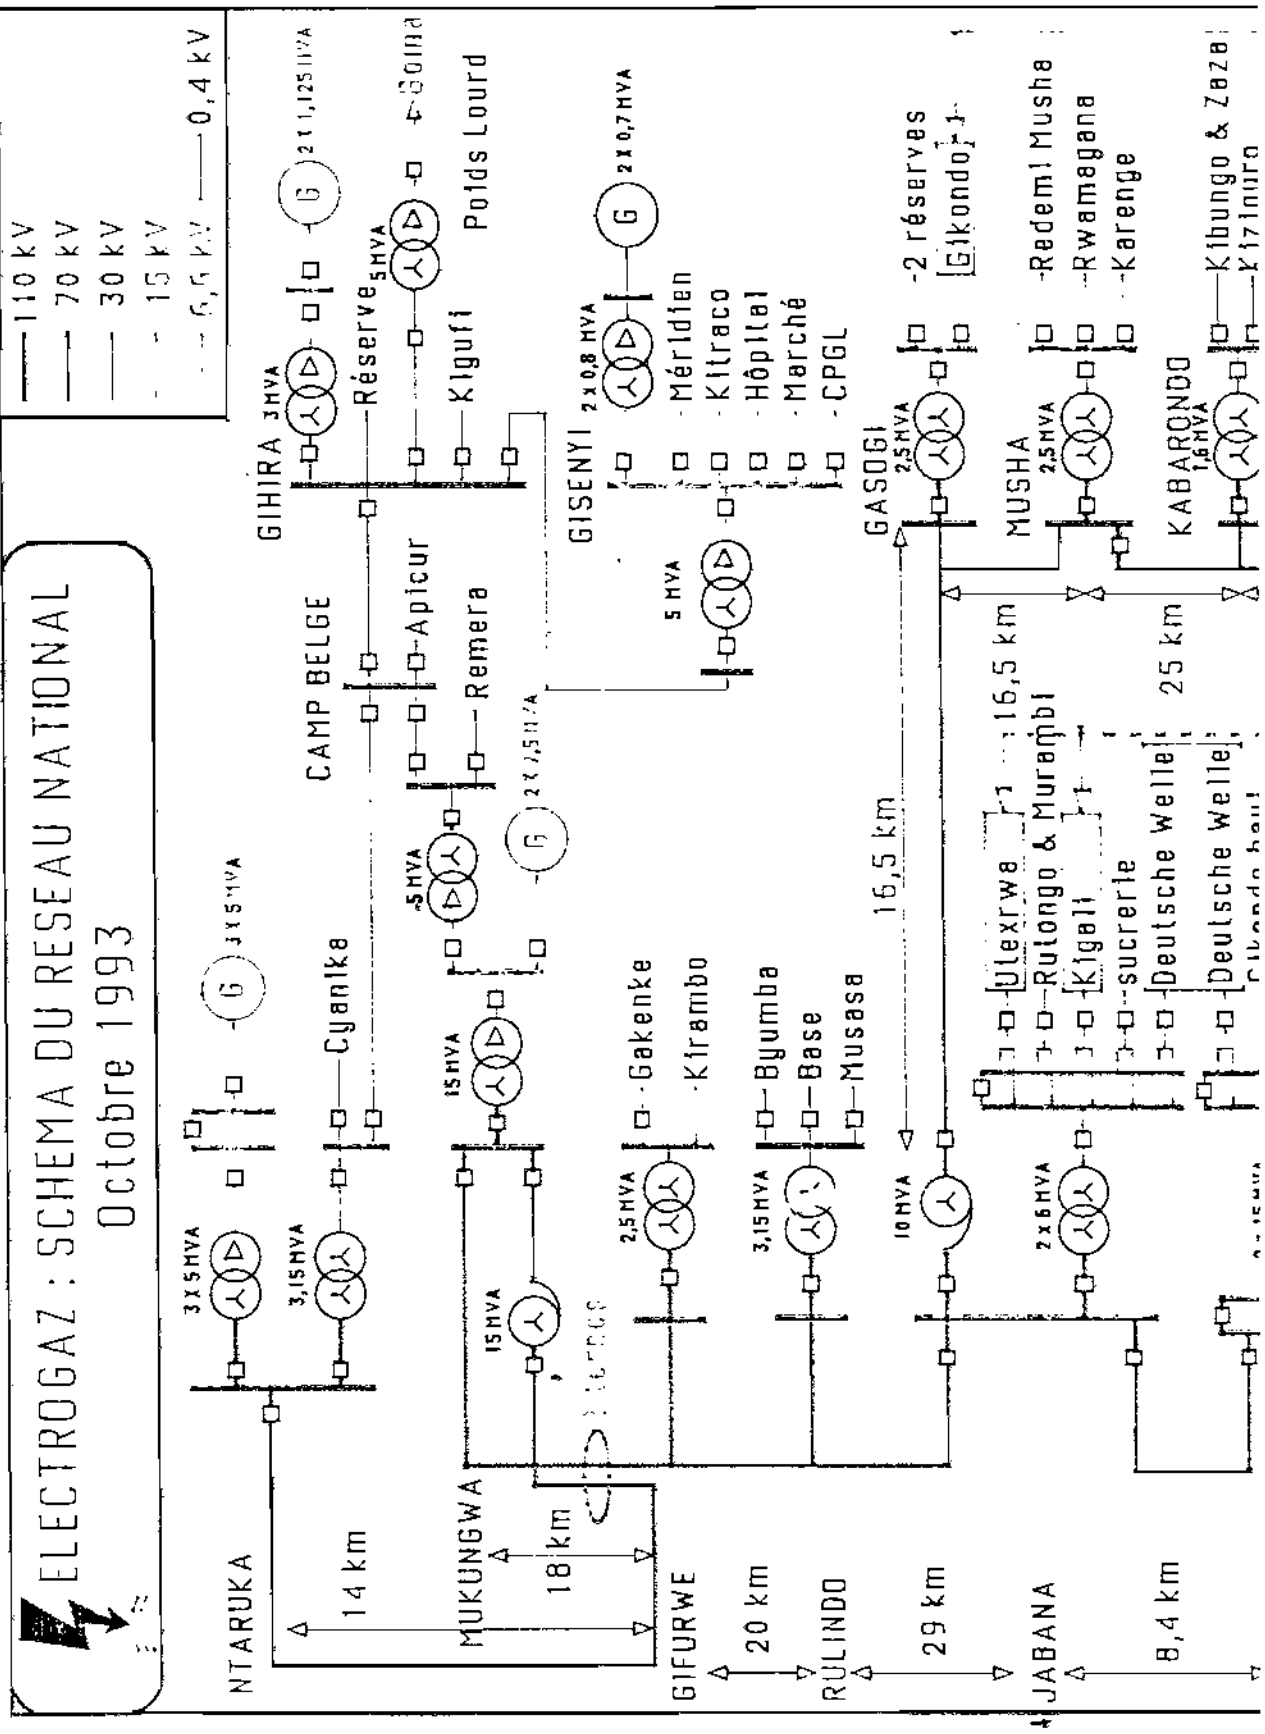 ELECTROGAZ : SCHEMA DU RESEAU NATIONAL
Octobre 1993
110 kV
70 kV
30 kV
15 kV
6,6 kV
0,4 kV
NTARUKA
14 km
3 X 5 MVA
G
3 X 5 MVA
3,15 MVA
Cyanika
MUKUNGWA
18 km
15 MVA
15 MVA
5 MVA
G
Remera
Apicur
CAMP BELGE
GIHIRA
3 MVA
G
2 X 1,125 MVA
Réserve
5 MVA
Goma
Kigufi
Poids Lourd
GISENYI
5 MVA
2 X 0,8 MVA
G
2 X 0,7 MVA
Méridien
Kitraco
Hôpital
Marché
CPGL
GIFURWE
20 km
2,5 MVA
Gakenke
Kirambo
RULINDO
29 km
3,15 MVA
Byumba
Base
Musasa
JABANA
8,4 km
10 MVA
16,5 km
2 x 6 MVA
Utexrwa
Rutongo & Murambi
Kigali
sucrerie
Deutsche Welle
Deutsche Welle
GASOGI
2,5 MVA
2 réserves
Gikondo
16,5 km
MUSHA
2,5 MVA
Redemi Musha
Rwamagana
Karenge
25 km
KABARONDO
1,6 MVA
Kibungo & Zaza